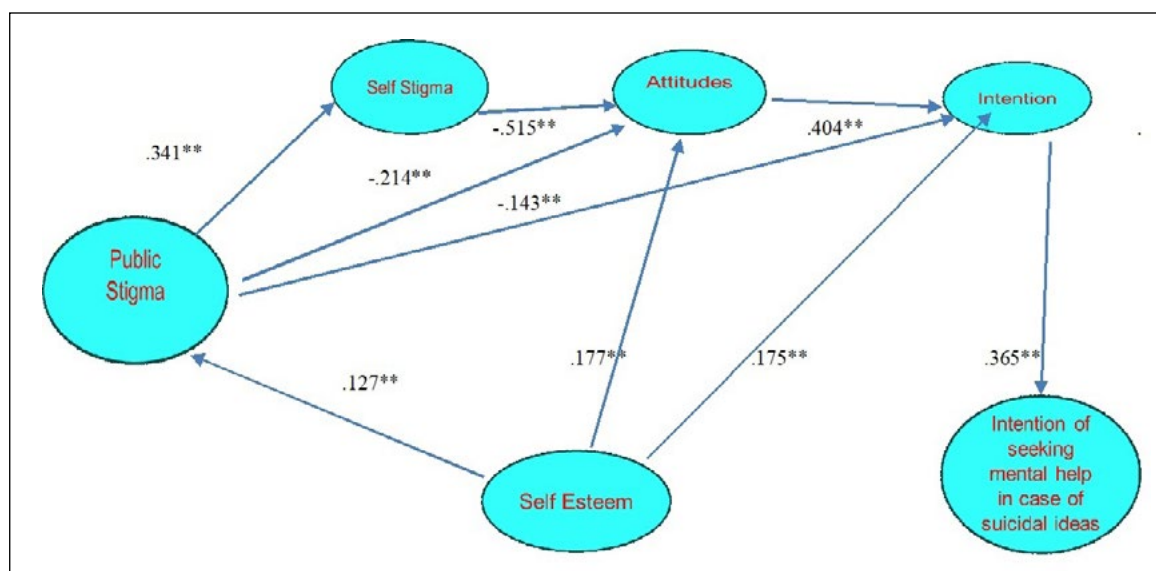 Self Stigma
Attitudes
Intention
-.515**
.404**
.341**
-.214**
-.143**
Public
Stigma
.127**
.177**
.175**
.365**
Self Esteem
Intention of
seeking
mental help
in case of
suicidal ideas
.